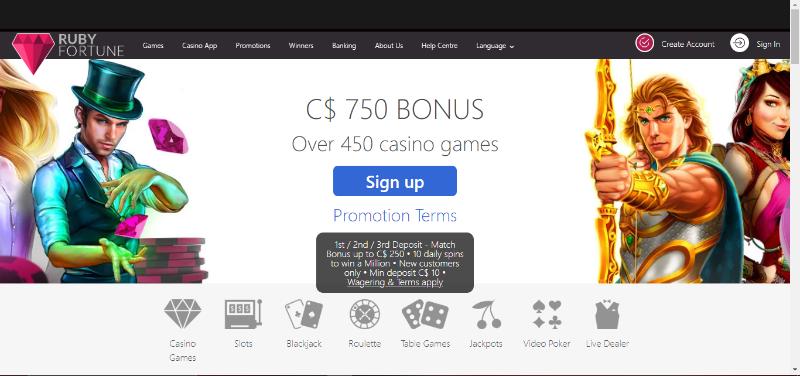 RUBY
FORTUNE
Games Casino App Promotions Winners Banking About Us Help Centre Language Create Account Sign In
C$ 750 BONUS
Over 450 casino games
Sign up
Promotion Terms
1st / 2nd / 3rd Deposit - Match
Bonus up to C$ 250 • 10 daily spins
to win a Million • New customers
only • Min deposit C$ 10 •
Wagering & Terms apply
Casino
Games
Slots
Blackjack
Roulette
Table Games
Jackpots
Video Poker
Live Dealer